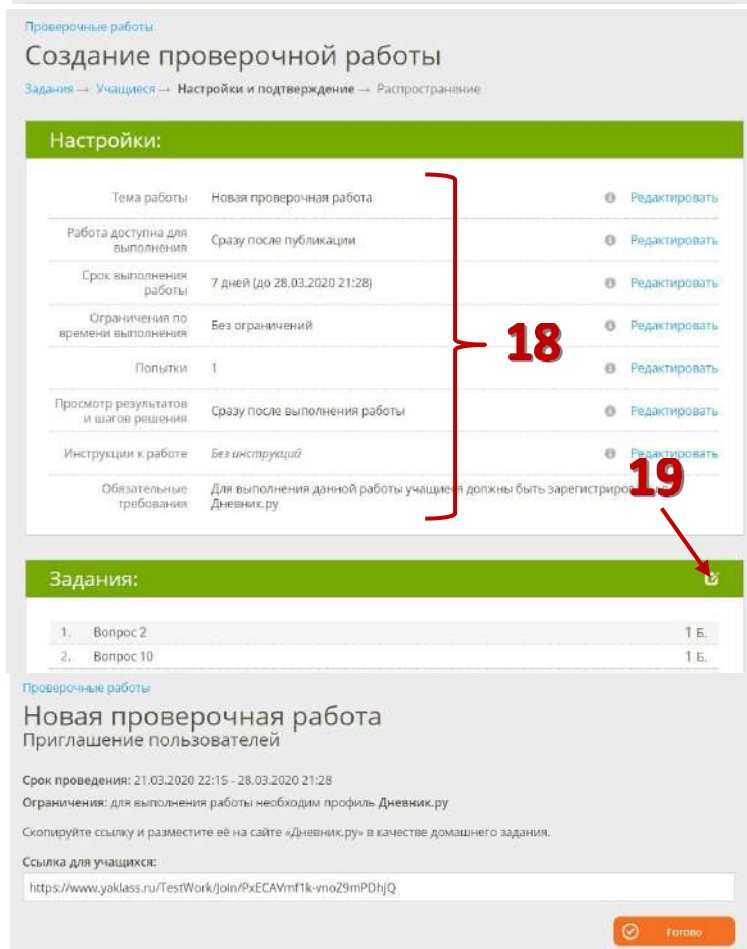 Проверочные работы
Создание проверочной работы
Задания → Учащиеся → Настройки и подтверждение → Распространение
Настройки:
Тема работы Новая проверочная работа Редактировать
Работа доступна для выполнения Сразу после публикации Редактировать
Срок выполнения работы 7 дней (до 28.03.2020 21:28) Редактировать
Ограничения по времени выполнения Без ограничений Редактировать
18
Попытки 1 Редактировать
Просмотр результатов и шагов решения Сразу после выполнения работы Редактировать
Инструкции к работе Без инструкций Редактировать
19
Обязательные требования Для выполнения данной работы учащиеся должны быть
Дневник.ру
Задания:
1. Вопрос 2 1 Б.
2. Вопрос 10 1 Б.
Проверочные работы
Новая проверочная работа
Приглашение пользователей
Срок проведения: 21.03.2020 22:15 - 28.03.2020 21:28
Ограничения: для выполнения работы необходим профиль Дневник.ру
Скопируйте ссылку и разместите её на сайте «Дневник.ру» в качестве домашнего задания.
Ссылка для учащихся:
https://www.yaklass.ru/TestWork/Join/PxECAVmf1k-vnoZ9mPDhjQ
Готово